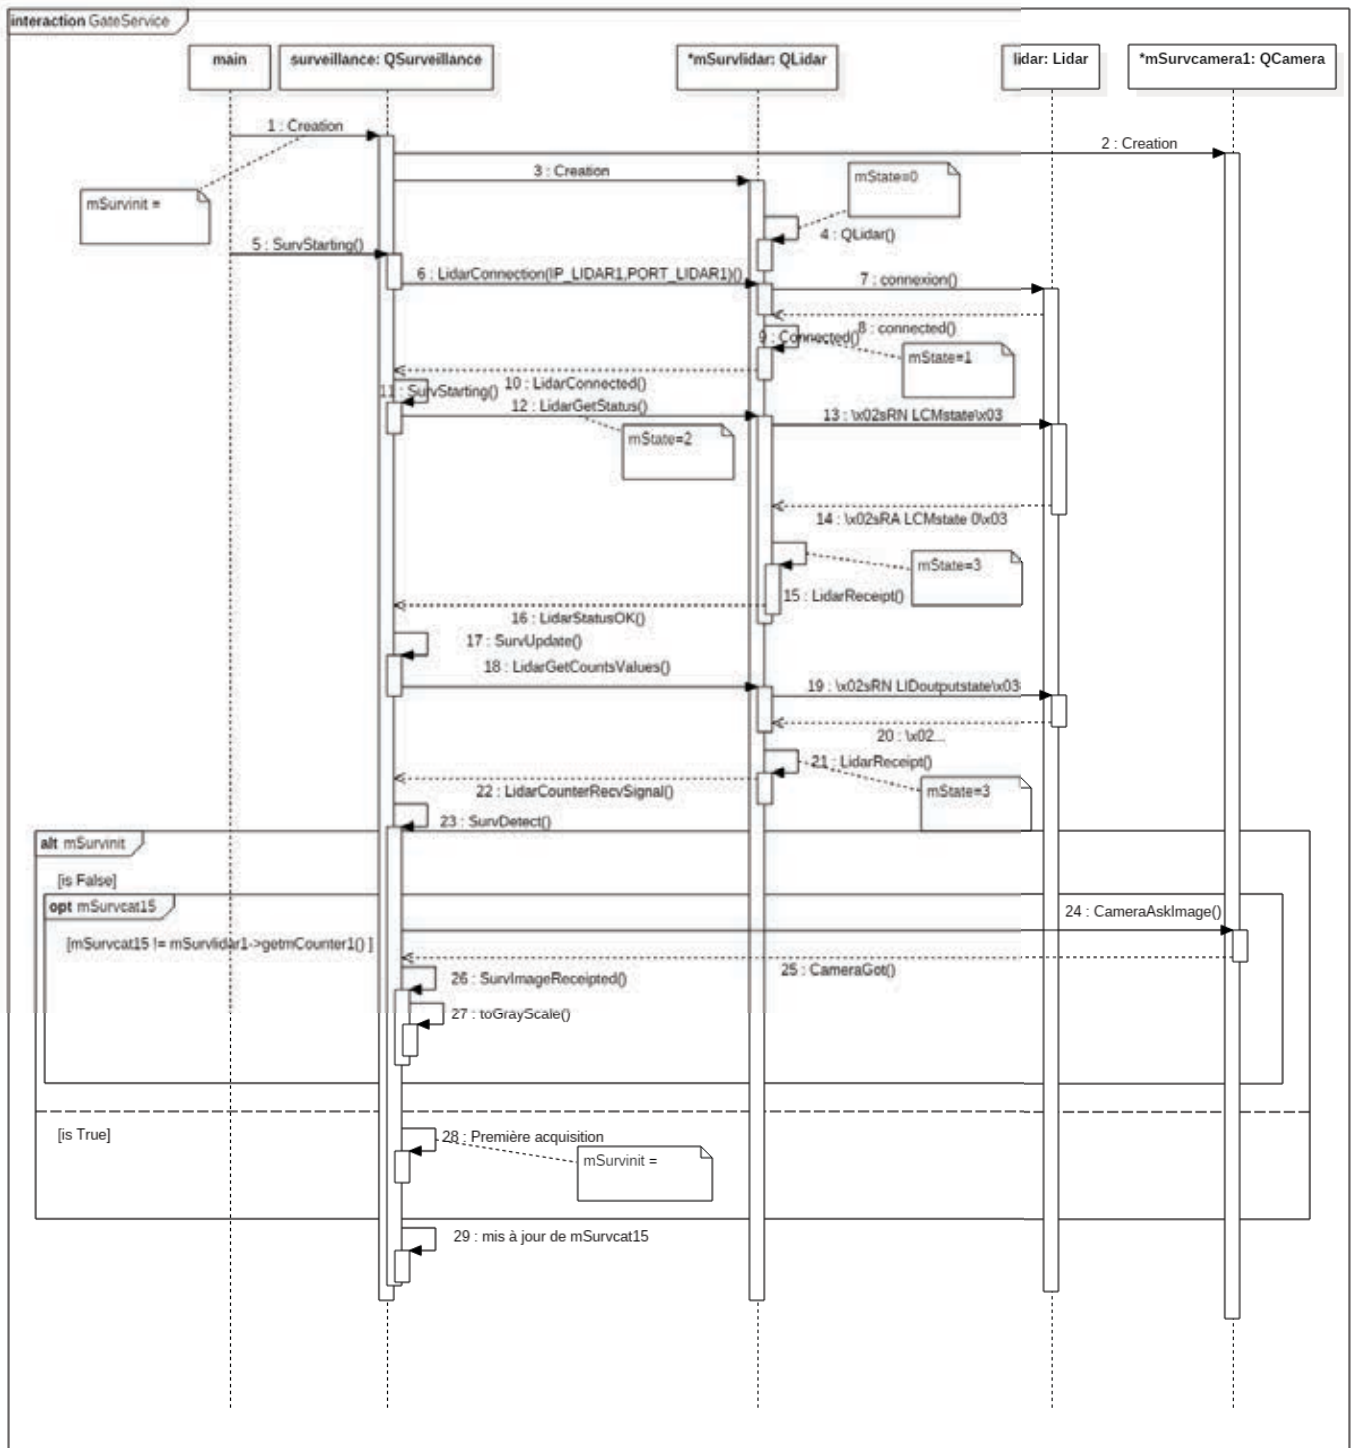 interaction GateService
main
surveillance: QSurveillance
*mSurvlidar: QLidar
lidar: Lidar
*mSurvcamera1: QCamera
1 : Creation
2 : Creation
3 : Creation
mState=0
mSurvinit =
4 : QLidar()
5 : SurvStarting()
6 : LidarConnection(IP_LIDAR1,PORT_LIDAR1)()
7 : connexion()
8 : connected()
9 : Connected()
mState=1
10 : LidarConnected()
11 : SurvStarting()
12 : LidarGetStatus()
13 : \x02sRN LCMstate\x03
mState=2
14 : \x02sRA LCMstate 0\x03
mState=3
15 : LidarReceipt()
16 : LidarStatusOK()
17 : SurvUpdate()
18 : LidarGetCountsValues()
19 : \x02sRN LIDoutputstate\x03
20 : \x02...
21 : LidarReceipt()
22 : LidarCounterRecvSignal()
mState=3
23 : SurvDetect()
alt mSurvinit
[is False]
opt mSurvcat15
24 : CameraAskImage()
[mSurvcat15 != mSurvlidar1->getmCounter1() ]
25 : CameraGot()
26 : SurvImageReceipted()
27 : toGrayScale()
[is True]
28 : Première acquisition
mSurvinit =
29 : mis à jour de mSurvcat15